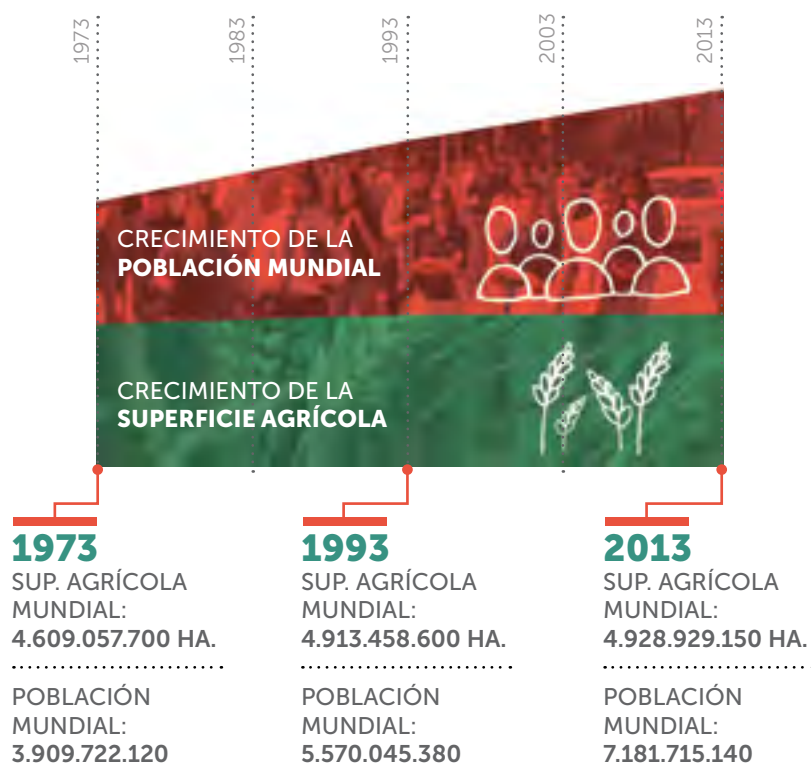 1973
1983
1993
2003
2013
CRECIMIENTO DE LA
POBLACIÓN MUNDIAL
CRECIMIENTO DE LA
SUPERFICIE AGRÍCOLA
1973
SUP. AGRÍCOLA
MUNDIAL:
4.609.057.700 HA.
POBLACIÓN
MUNDIAL:
3.909.722.120
1993
SUP. AGRÍCOLA
MUNDIAL:
4.913.458.600 HA.
POBLACIÓN
MUNDIAL:
5.570.045.380
2013
SUP. AGRÍCOLA
MUNDIAL:
4.928.929.150 HA.
POBLACIÓN
MUNDIAL:
7.181.715.140